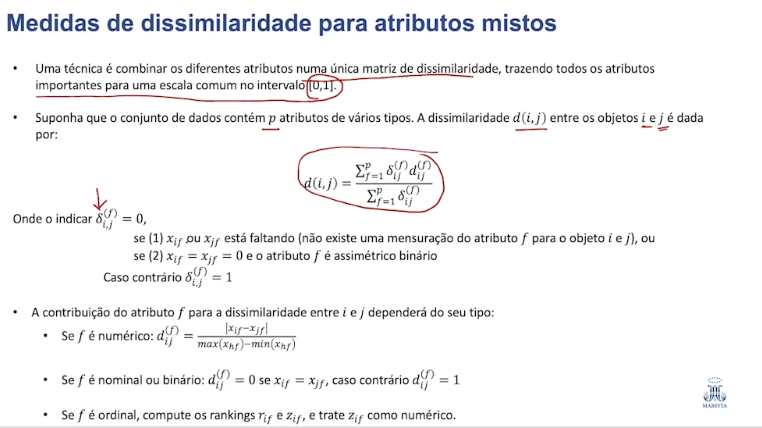 Medidas de dissimilaridade para atributos mistos
• Uma técnica é combinar os diferentes atributos numa única matriz de dissimilaridade, trazendo todos os atributos
importantes para uma escala comum no intervalo [0,1].
• Suponha que o conjunto de dados contém p atributos de vários tipos. A dissimilaridade d(i,j) entre os objetos i e j é dada
por:
d(i,j) = \frac{\sum_{f=1}^{p} δ_{ij}^{(f)} d_{ij}^{(f)}}{\sum_{f=1}^{p} δ_{ij}^{(f)}}
Onde o indicar δ_{i,j}^{(f)} = 0,
se (1) x_{if} ou x_{jf} está faltando (não existe uma mensuração do atributo f para o objeto i e j), ou
se (2) x_{if} = x_{jf} = 0 e o atributo f é assimétrico binário
Caso contrário δ_{i,j}^{(f)} = 1
• A contribuição do atributo f para a dissimilaridade entre i e j dependerá do seu tipo:
• Se f é numérico: d_{ij}^{(f)} = \frac{|x_{if}−x_{jf}|}{max(x_{hf})−min(x_{hf})}
• Se f é nominal ou binário: d_{ij}^{(f)} = 0 se x_{if} = x_{jf}, caso contrário d_{ij}^{(f)} = 1
• Se f é ordinal, compute os rankings r_{if} e z_{if}, e trate z_{if} como numérico.
MARISTA